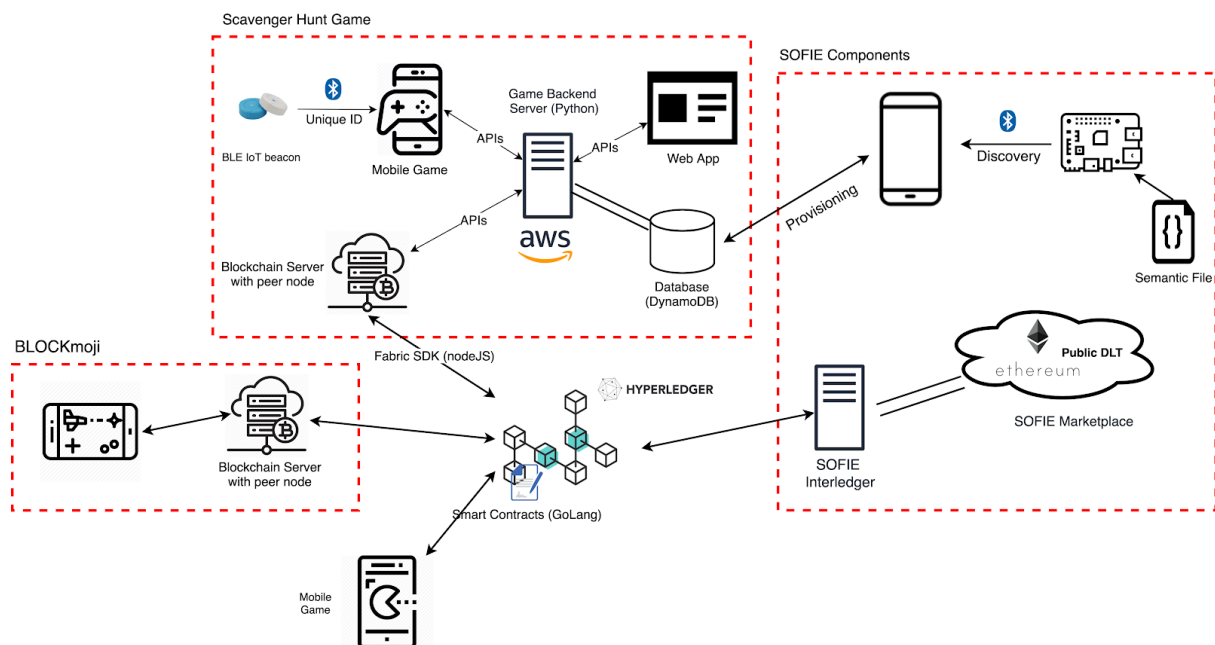 Scavenger Hunt Game
SOFIE Components
Game Backend
Server (Python)
Unique ID
BLE IoT beacon
Mobile Game
APIs
APIs
Web App
Discovery
Provisioning
APIs
aws
Semantic File
Blockchain Server
with peer node
Database
(DynamoDB)
BLOCKmoji
Fabric SDK (nodeJS)
Public DLT
ethereum
HYPERLEDGER
SOFIE Marketplace
Blockchain Server
with peer node
SOFIE
Interledger
Smart Contracts (GoLang)
Mobile
Game